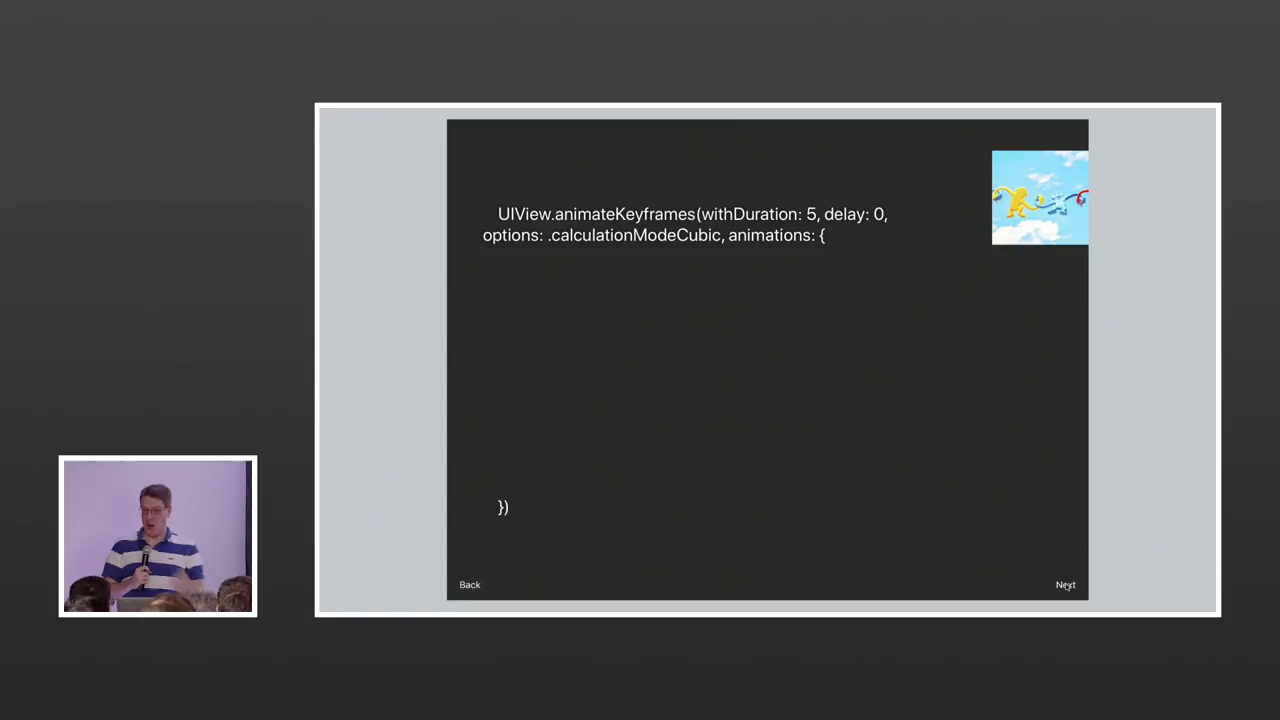 UIView.animateKeyframes(withDuration: 5, delay: 0,
options: .calculationModeCubic, animations: {
})
Back
Next